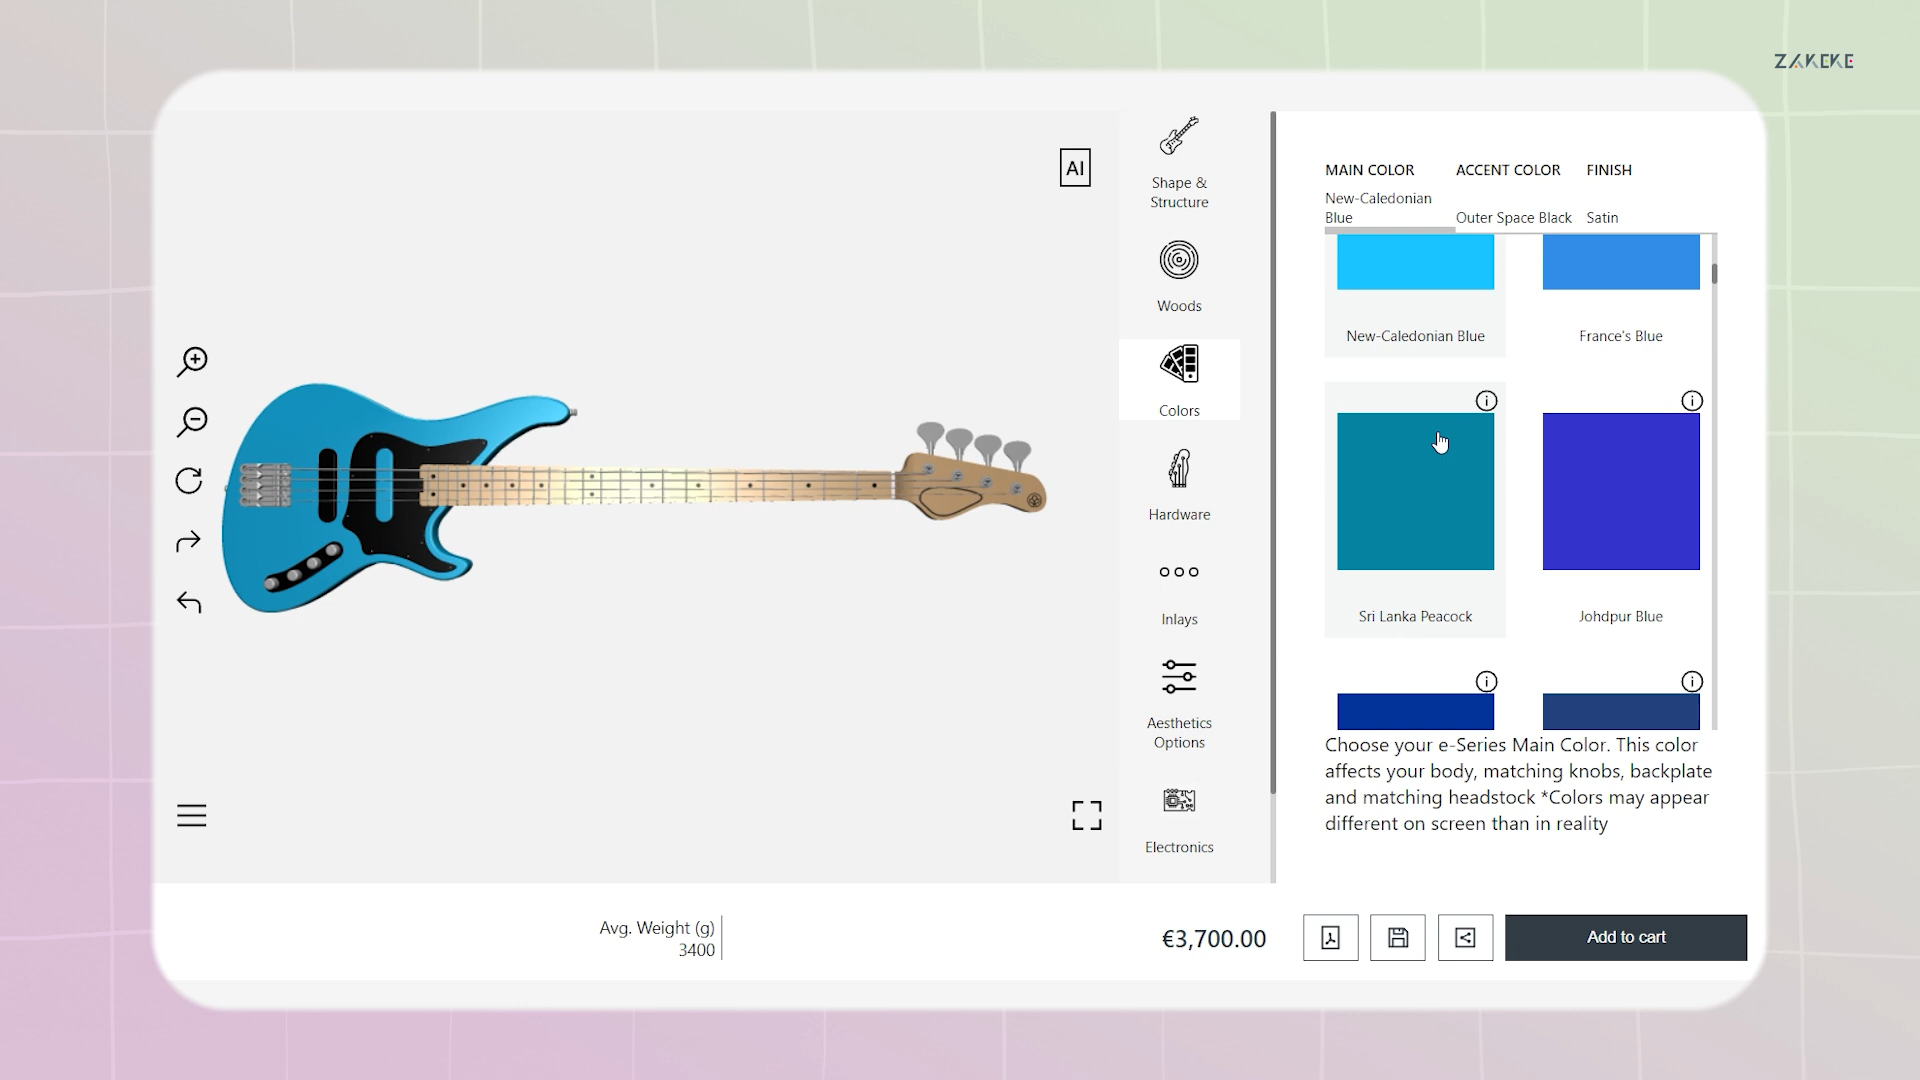 ZAKEKE
AI
Shape &
Structure
Woods
Colors
Hardware
Inlays
Aesthetics
Options
Electronics
MAIN COLOR
ACCENT COLOR
FINISH
New-Caledonian
Blue
Outer Space Black
Satin
New-Caledonian Blue
France's Blue
Sri Lanka Peacock
Johdpur Blue
Choose your e-Series Main Color. This color
affects your body, matching knobs, backplate
and matching headstock *Colors may appear
different on screen than in reality
Avg. Weight (g)
3400
€3,700.00
Add to cart